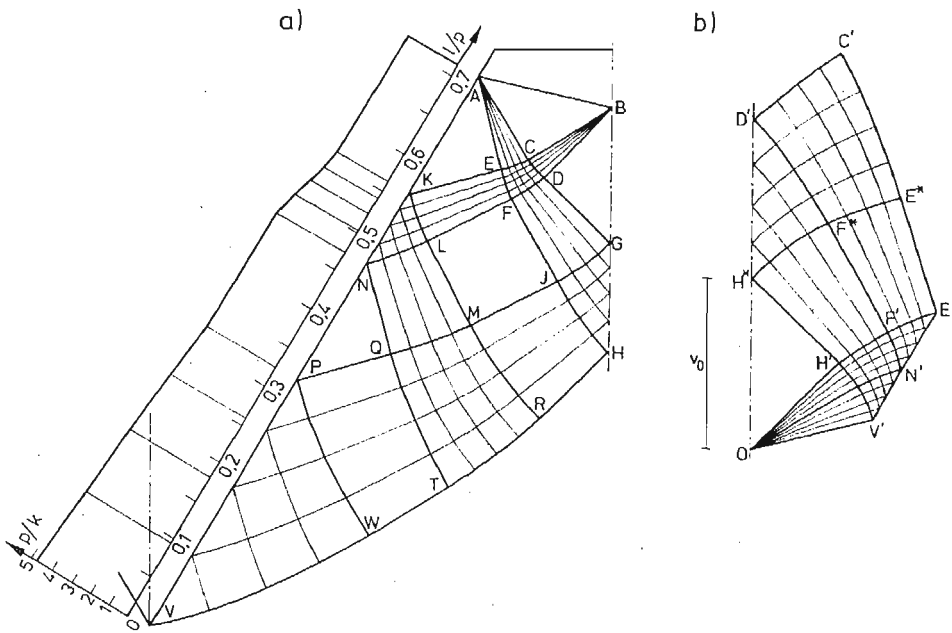 a)
b)
l/p
0,7
0,6
0,5
0,4
0,3
0,2
0,1
0
p/k
5
4
3
2
1
A
B
C
D
E
F
G
H
J
K
L
M
N
P
Q
R
T
V
W
C'
D'
E*
F*
H*
v₀
E
F'
H'
N'
V'
O